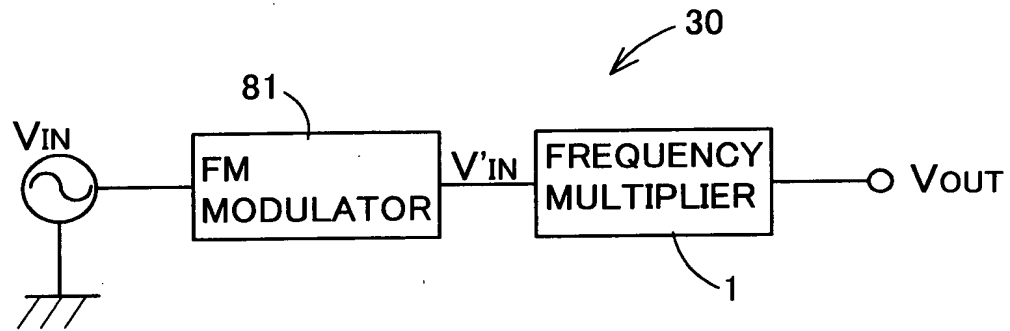 30
81
VIN
FM
MODULATOR
V'IN
FREQUENCY
MULTIPLIER
VOUT
1